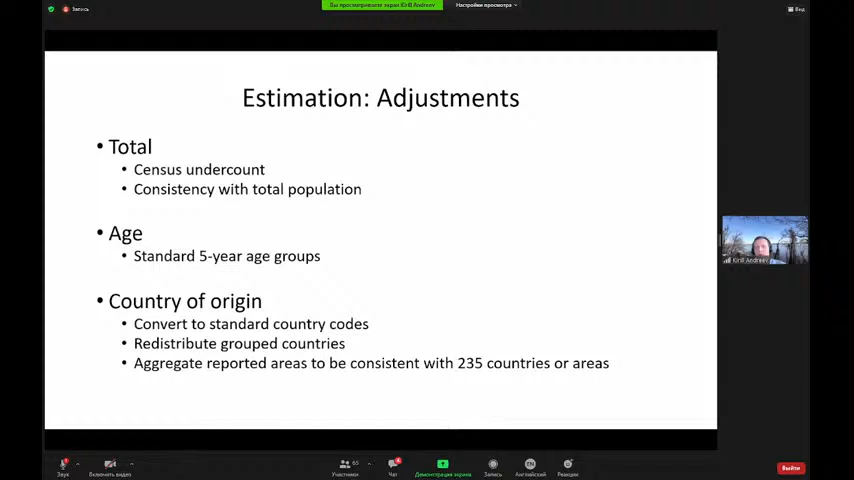 Запись
Вы просматриваете экран Kirill Andreev
Настройки просмотра
Вид
Estimation: Adjustments
• Total
• Census undercount
• Consistency with total population
• Age
• Standard 5-year age groups
• Country of origin
• Convert to standard country codes
• Redistribute grouped countries
• Aggregate reported areas to be consistent with 235 countries or areas
Kirill Andreev
Звук
Включить видео
65
Участники
Чат
Демонстрация экрана
Запись
EN
Английский
Реакции
Выйти